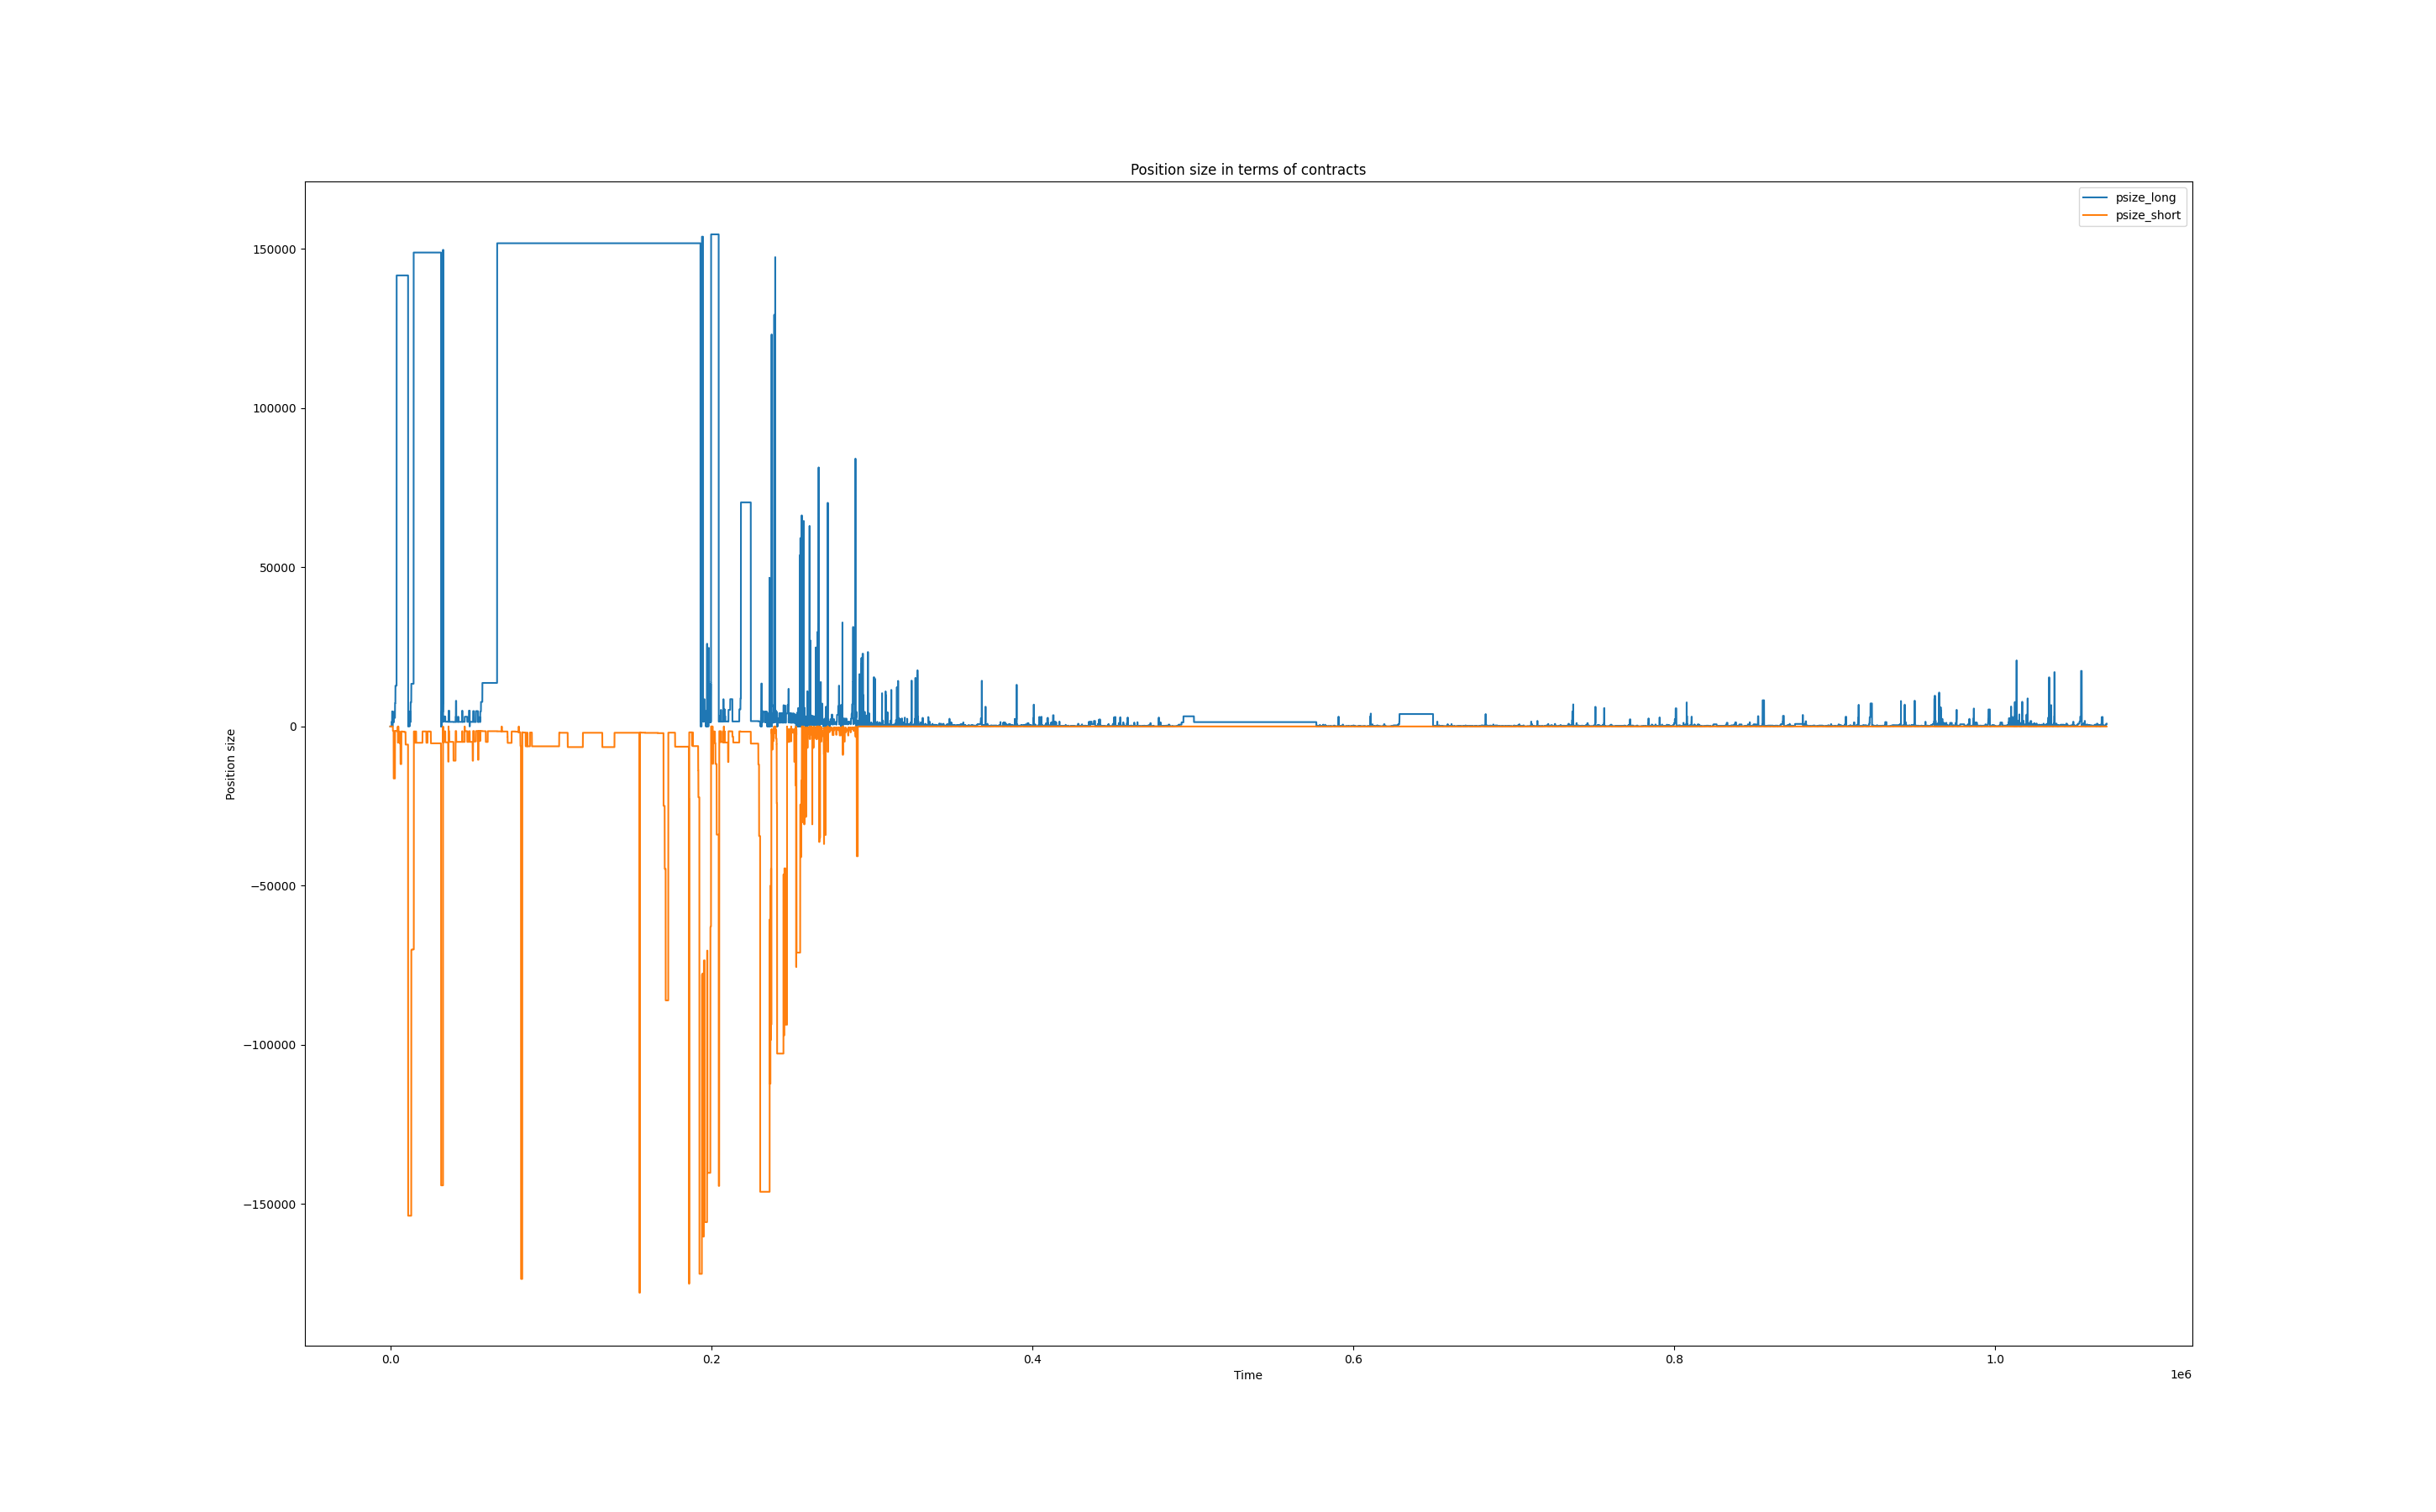 Position size in terms of contracts
psize_long
psize_short
150000
100000
50000
0
−50000
−100000
−150000
Position size
0.0
0.2
0.4
0.6
0.8
1.0
1e6
Time